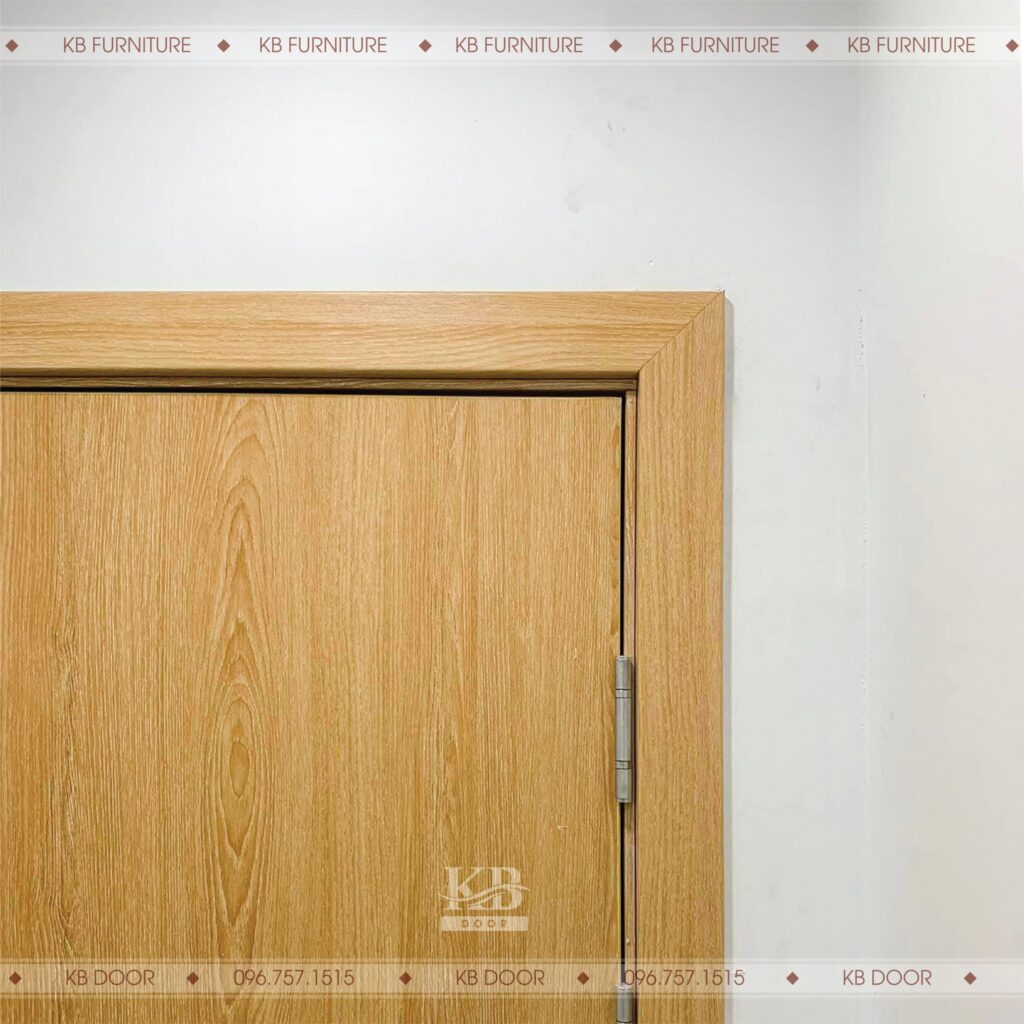 ◆ KB FURNITURE ◆ KB FURNITURE ◆ KB FURNITURE ◆ KB FURNITURE ◆ KB FURNITURE ◆
KB
DOOR
◆ KB DOOR ◆ 096.757.1515 ◆ KB DOOR ◆ 096.757.1515 ◆ KB DOOR ◆